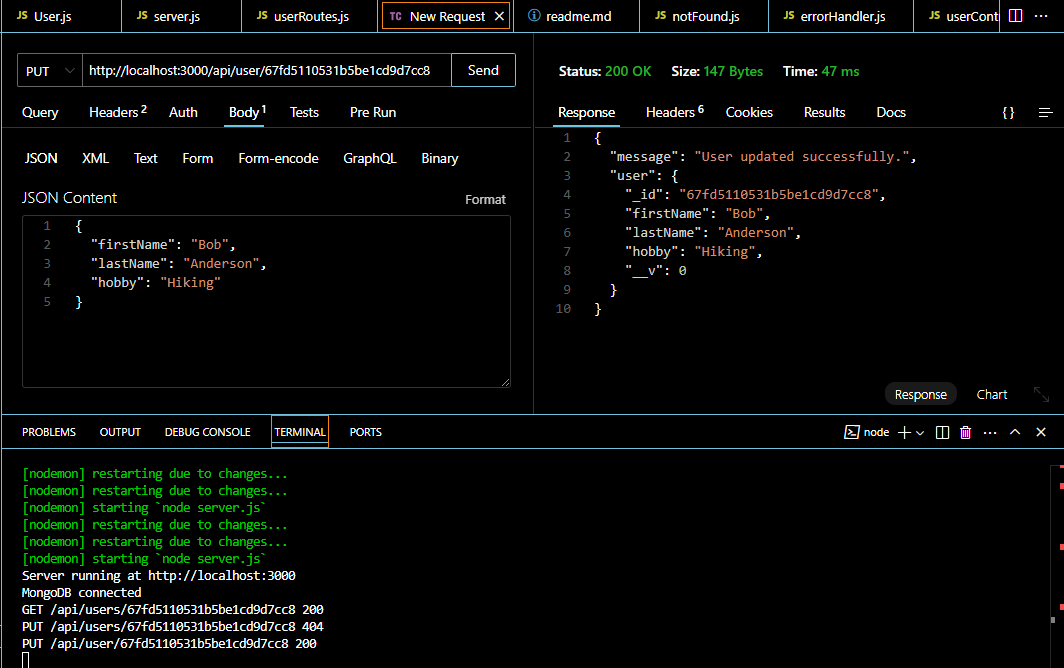 JS User.js JS server.js JS userRoutes.js TC New Request readme.md JS notFound.js JS errorHandler.js JS userCont
PUT http://localhost:3000/api/user/67fd5110531b5be1cd9d7cc8 Send
Status: 200 OK Size: 147 Bytes Time: 47 ms
Query Headers 2 Auth Body 1 Tests Pre Run
Response Headers 6 Cookies Results Docs {}
JSON XML Text Form Form-encode GraphQL Binary
JSON Content Format
1 {
2 "firstName": "Bob",
3 "lastName": "Anderson",
4 "hobby": "Hiking"
5 }
1 {
2 "message": "User updated successfully.",
3 "user": {
4 "_id": "67fd5110531b5be1cd9d7cc8",
5 "firstName": "Bob",
6 "lastName": "Anderson",
7 "hobby": "Hiking",
8 "__v": 0
9 }
10 }
Response Chart
PROBLEMS OUTPUT DEBUG CONSOLE TERMINAL PORTS node
[nodemon] restarting due to changes...
[nodemon] restarting due to changes...
[nodemon] starting `node server.js`
[nodemon] restarting due to changes...
[nodemon] restarting due to changes...
[nodemon] starting `node server.js`
Server running at http://localhost:3000
MongoDB connected
GET /api/users/67fd5110531b5be1cd9d7cc8 200
PUT /api/users/67fd5110531b5be1cd9d7cc8 404
PUT /api/user/67fd5110531b5be1cd9d7cc8 200